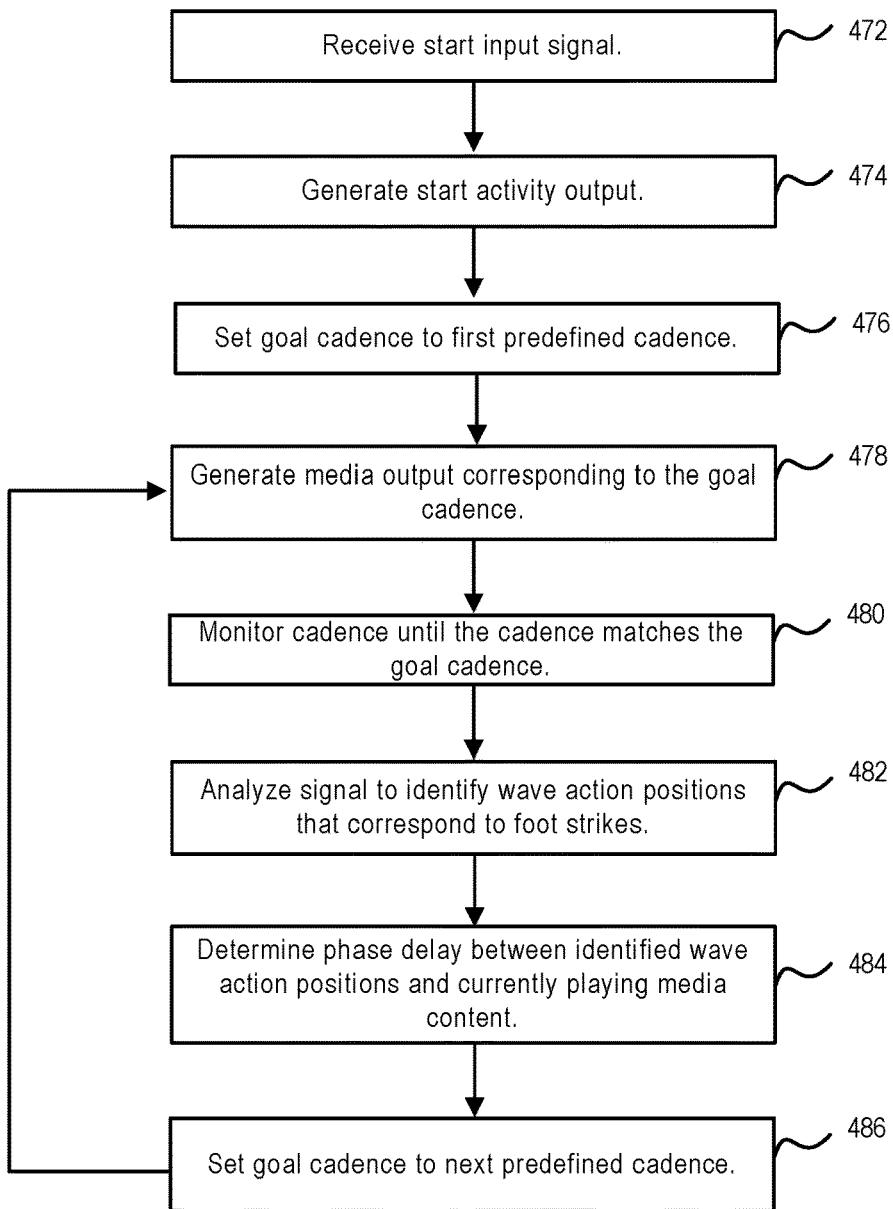 Receive start input signal.
472
Generate start activity output.
474
Set goal cadence to first predefined cadence.
476
Generate media output corresponding to the goal
cadence.
478
Monitor cadence until the cadence matches the
goal cadence.
480
Analyze signal to identify wave action positions
that correspond to foot strikes.
482
Determine phase delay between identified wave
action positions and currently playing media
content.
484
Set goal cadence to next predefined cadence.
486